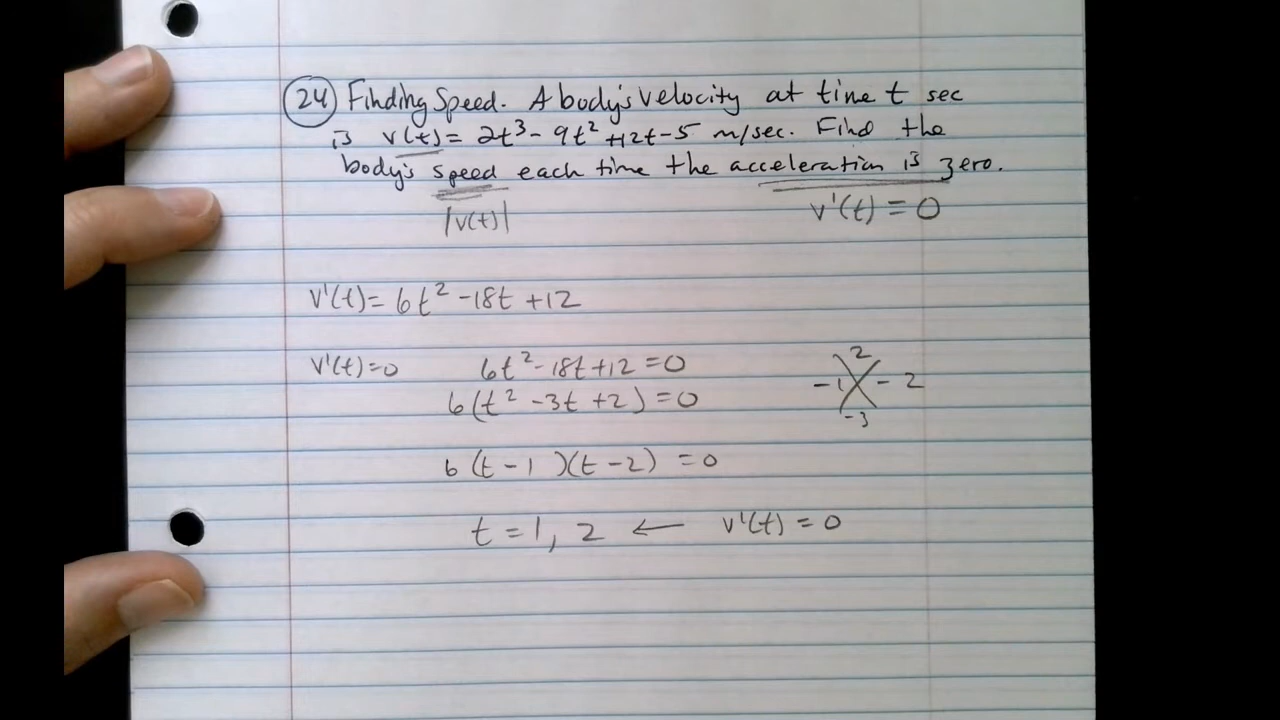 24 Finding Speed. A body's velocity at time t sec
is v(t) = 2t³ - 9t² + 12t - 5 m/sec. Find the
body's speed each time the acceleration is zero.
|v(t)| v'(t) = 0
v'(t) = 6t² - 18t + 12
v'(t) = 0 6t² - 18t + 12 = 0
2
-1 -2
6(t² - 3t + 2) = 0
-3
6(t - 1)(t - 2) = 0
t = 1, 2 ← v'(t) = 0